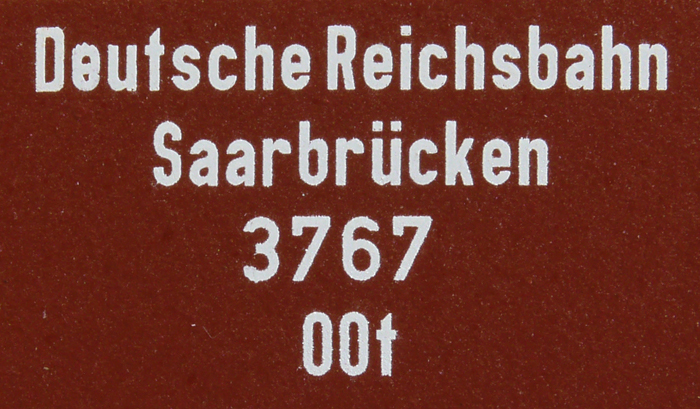 Deutsche Reichsbahn
Saarbrücken
3767
00t